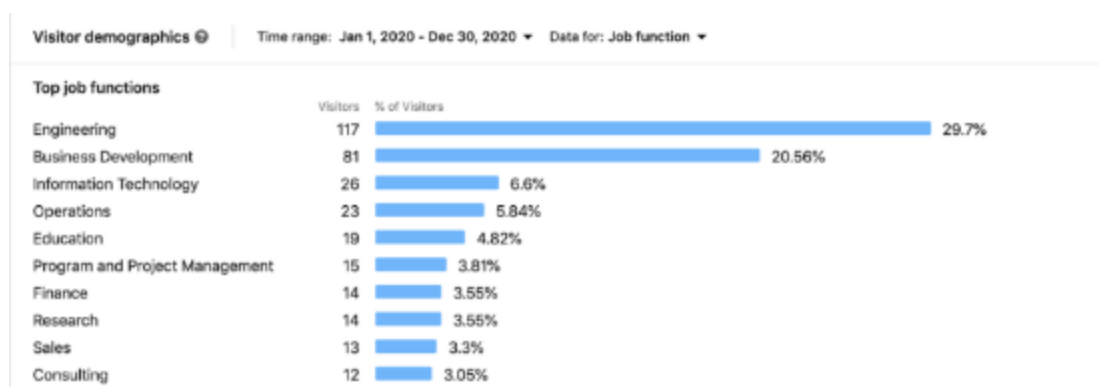 Visitor demographics Time range: Jan 1, 2020 - Dec 30, 2020 Data for: Job function
Top job functions
Visitors % of Visitors
Engineering 117 29.7%
Business Development 81 20.56%
Information Technology 26 6.6%
Operations 23 5.84%
Education 19 4.82%
Program and Project Management 15 3.81%
Finance 14 3.55%
Research 14 3.55%
Sales 13 3.3%
Consulting 12 3.05%